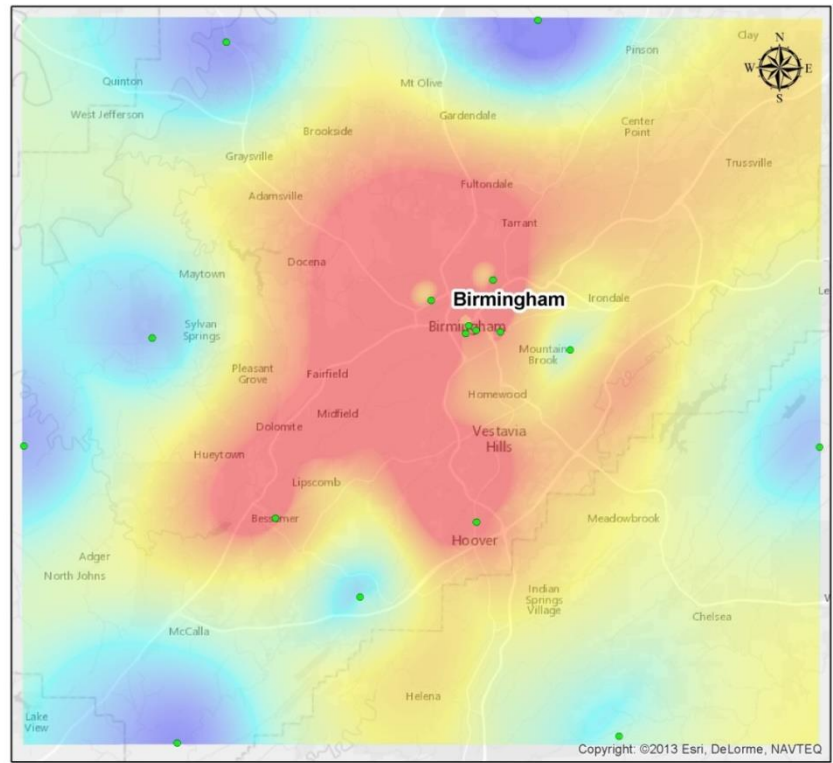 Clay
N
W
E
S
Pinson
Quinton
Mt Olive
West Jefferson
Gardendale
Center
Point
Brookside
Graysville
Trussville
Fultondale
Adamsville
Tarrant
Docena
Maytown
Birmingham
Irondale
Sylvan
Springs
Birmingham
Mountain
Brook
Pleasant
Grove
Fairfield
Homewood
Midfield
Dolomite
Vestavia
Hills
Hueytown
Lipscomb
Bessemer
Meadowbrook
Hoover
Adger
North Johns
Indian
Springs
Village
Chelsea
McCalla
Helena
Lake
View
Copyright: ©2013 Esri, DeLorme, NAVTEQ